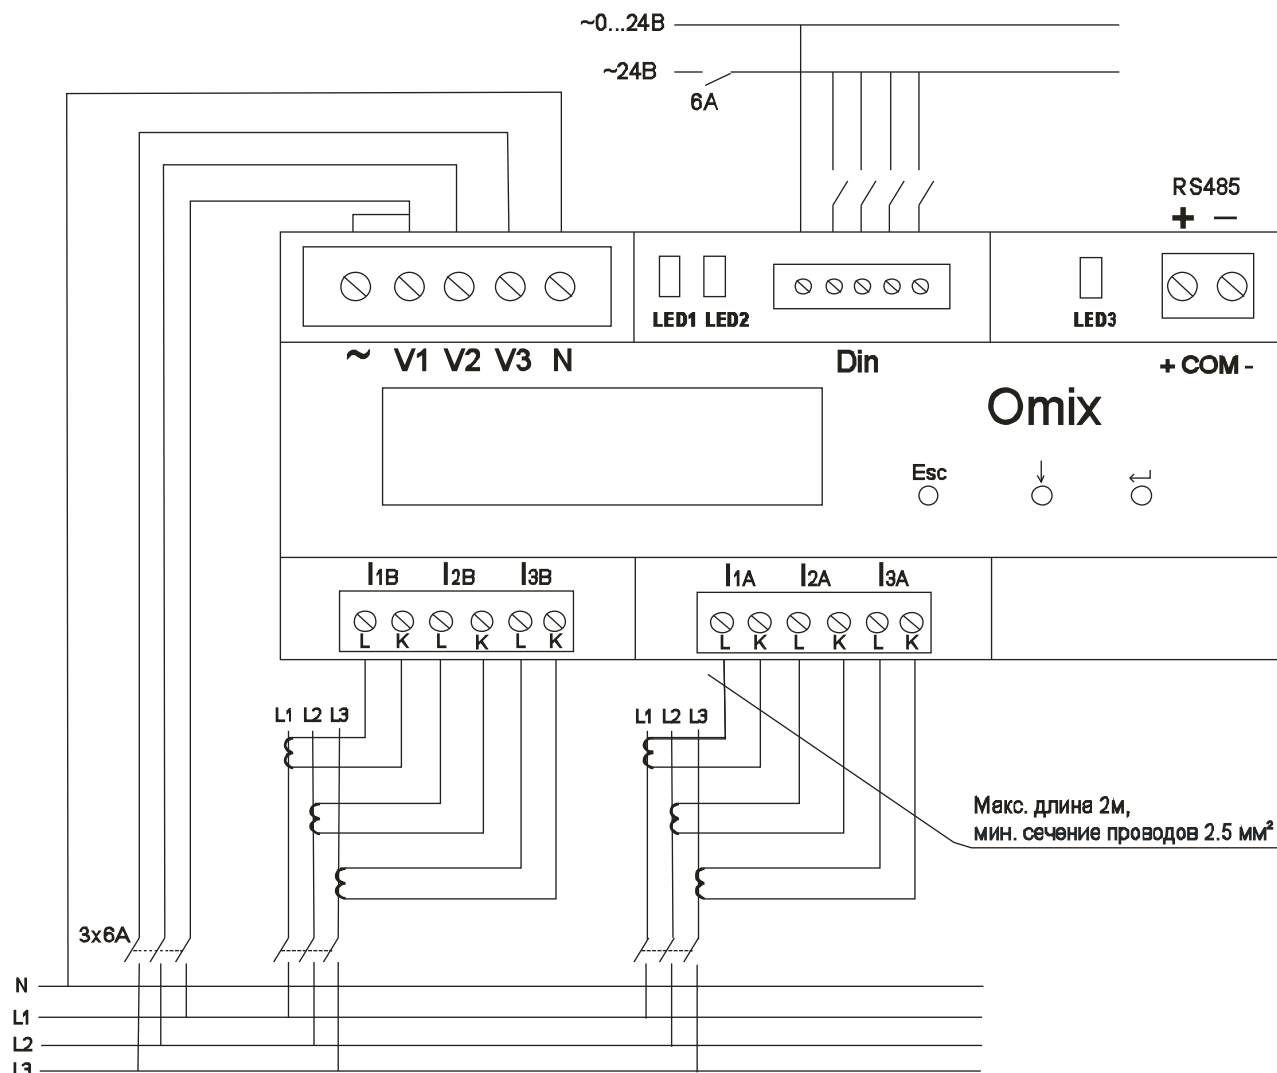 ~0...24В
~24В
6А
RS485
+ −
LED1 LED2
LED3
~ V1 V2 V3 N
Din
+ COM -
Omix
Esc
I1B I2B I3B
I1A I2A I3A
L K L K L K
L K L K L K
L1 L2 L3
L1 L2 L3
Макс. длина 2м,
мин. сечение проводов 2.5 мм²
3x6А
N
L1
L2
L3